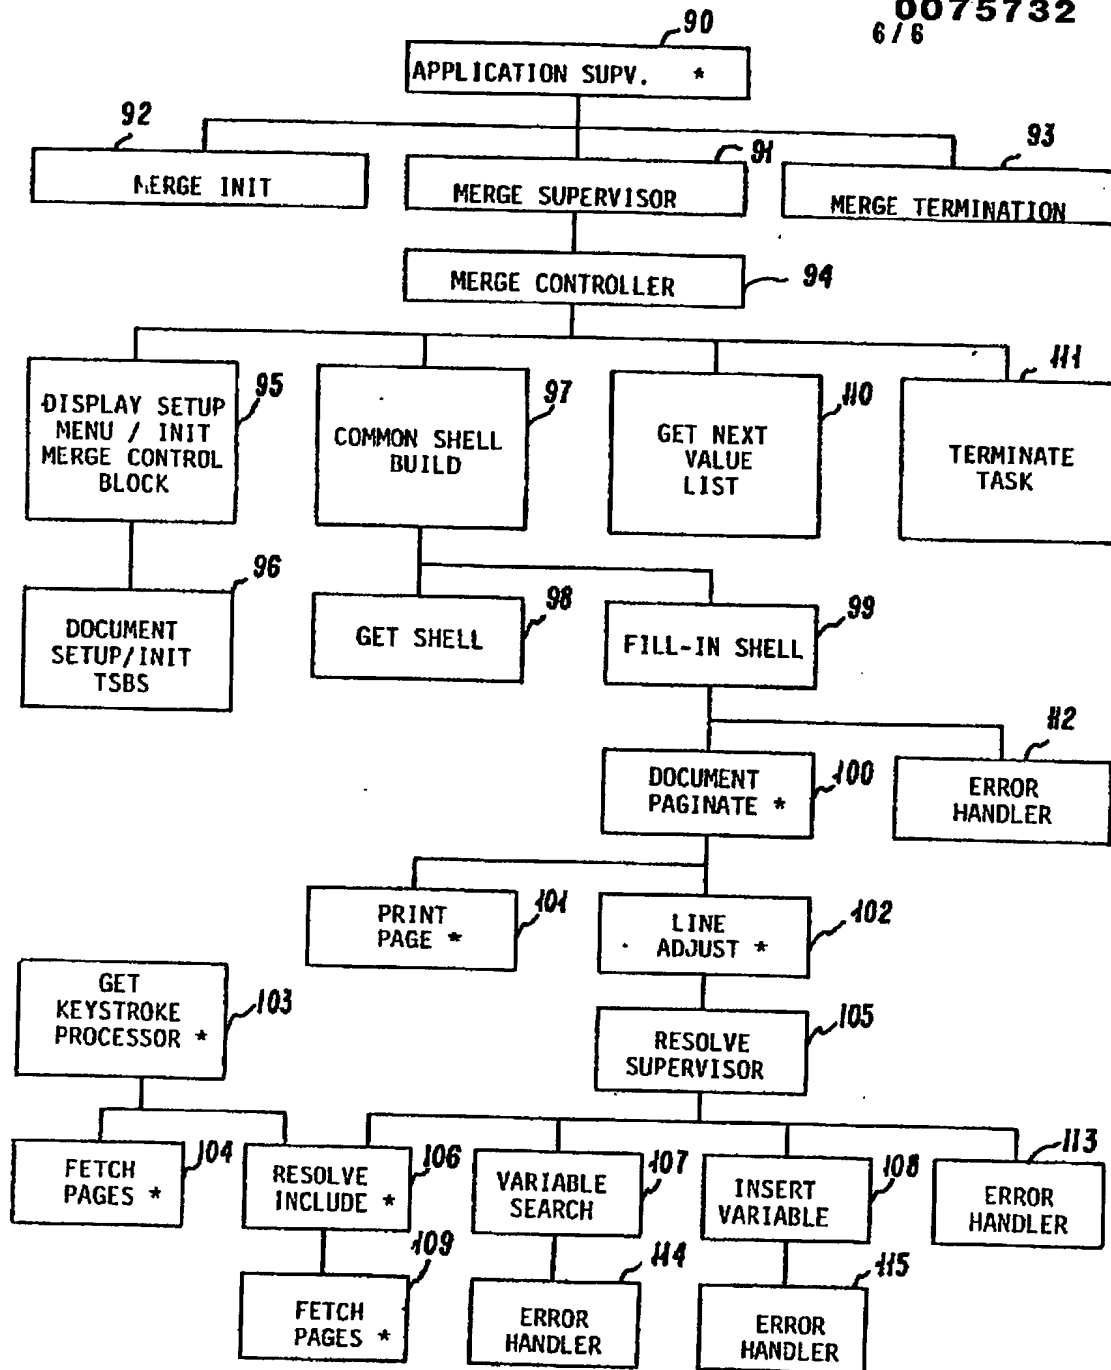 0075732
6/6
90
APPLICATION SUPV. *
92
MERGE INIT
91
MERGE SUPERVISOR
93
MERGE TERMINATION
MERGE CONTROLLER
94
DISPLAY SETUP
MENU / INIT
MERGE CONTROL
BLOCK
95
COMMON SHELL
BUILD
97
GET NEXT
VALUE
LIST
110
TERMINATE
TASK
111
DOCUMENT
SETUP/INIT
TSBS
96
GET SHELL
98
FILL-IN SHELL
99
DOCUMENT
PAGINATE *
100
ERROR
HANDLER
112
PRINT
PAGE *
101
LINE
ADJUST *
102
GET
KEYSTROKE
PROCESSOR *
103
RESOLVE
SUPERVISOR
105
FETCH
PAGES *
104
RESOLVE
INCLUDE *
106
VARIABLE
SEARCH
107
INSERT
VARIABLE
108
ERROR
HANDLER
113
FETCH
PAGES *
109
ERROR
HANDLER
114
ERROR
HANDLER
115